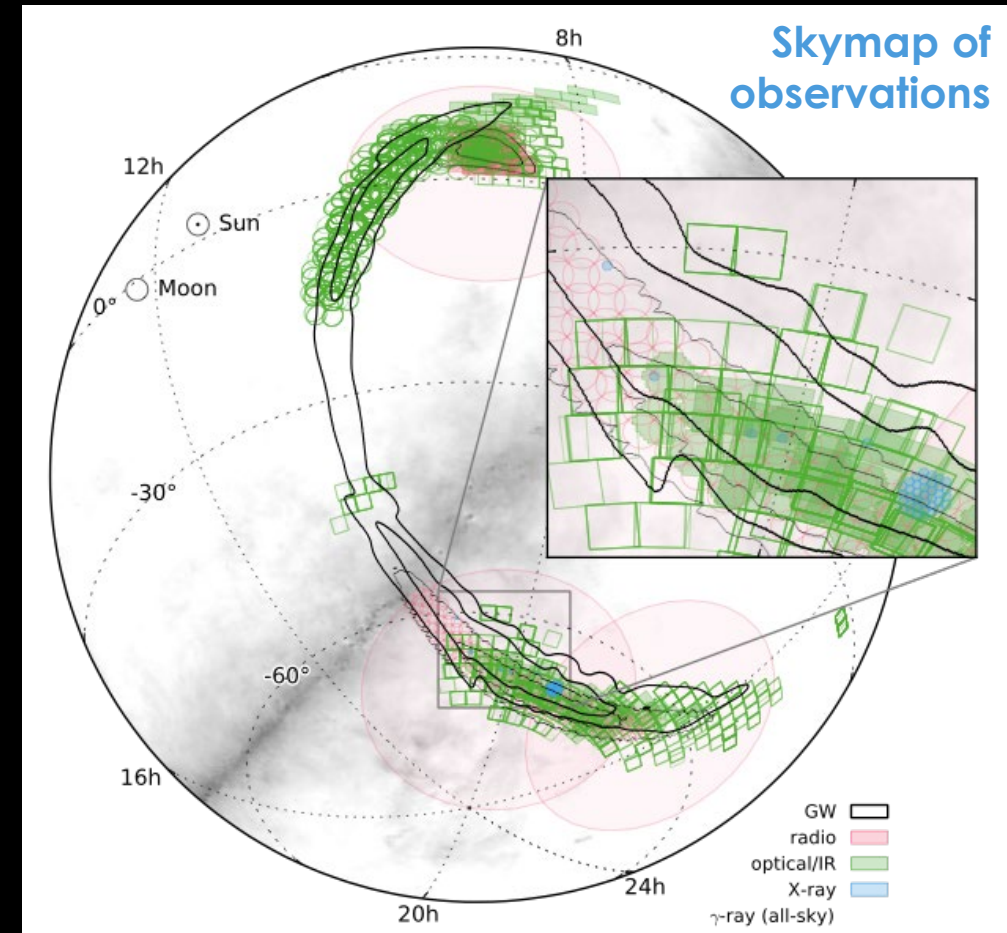 Skymap of
observations
8h
12h
Sun
Moon
0°
-30°
-60°
16h
20h
24h
GW
radio
optical/IR
X-ray
γ-ray (all-sky)